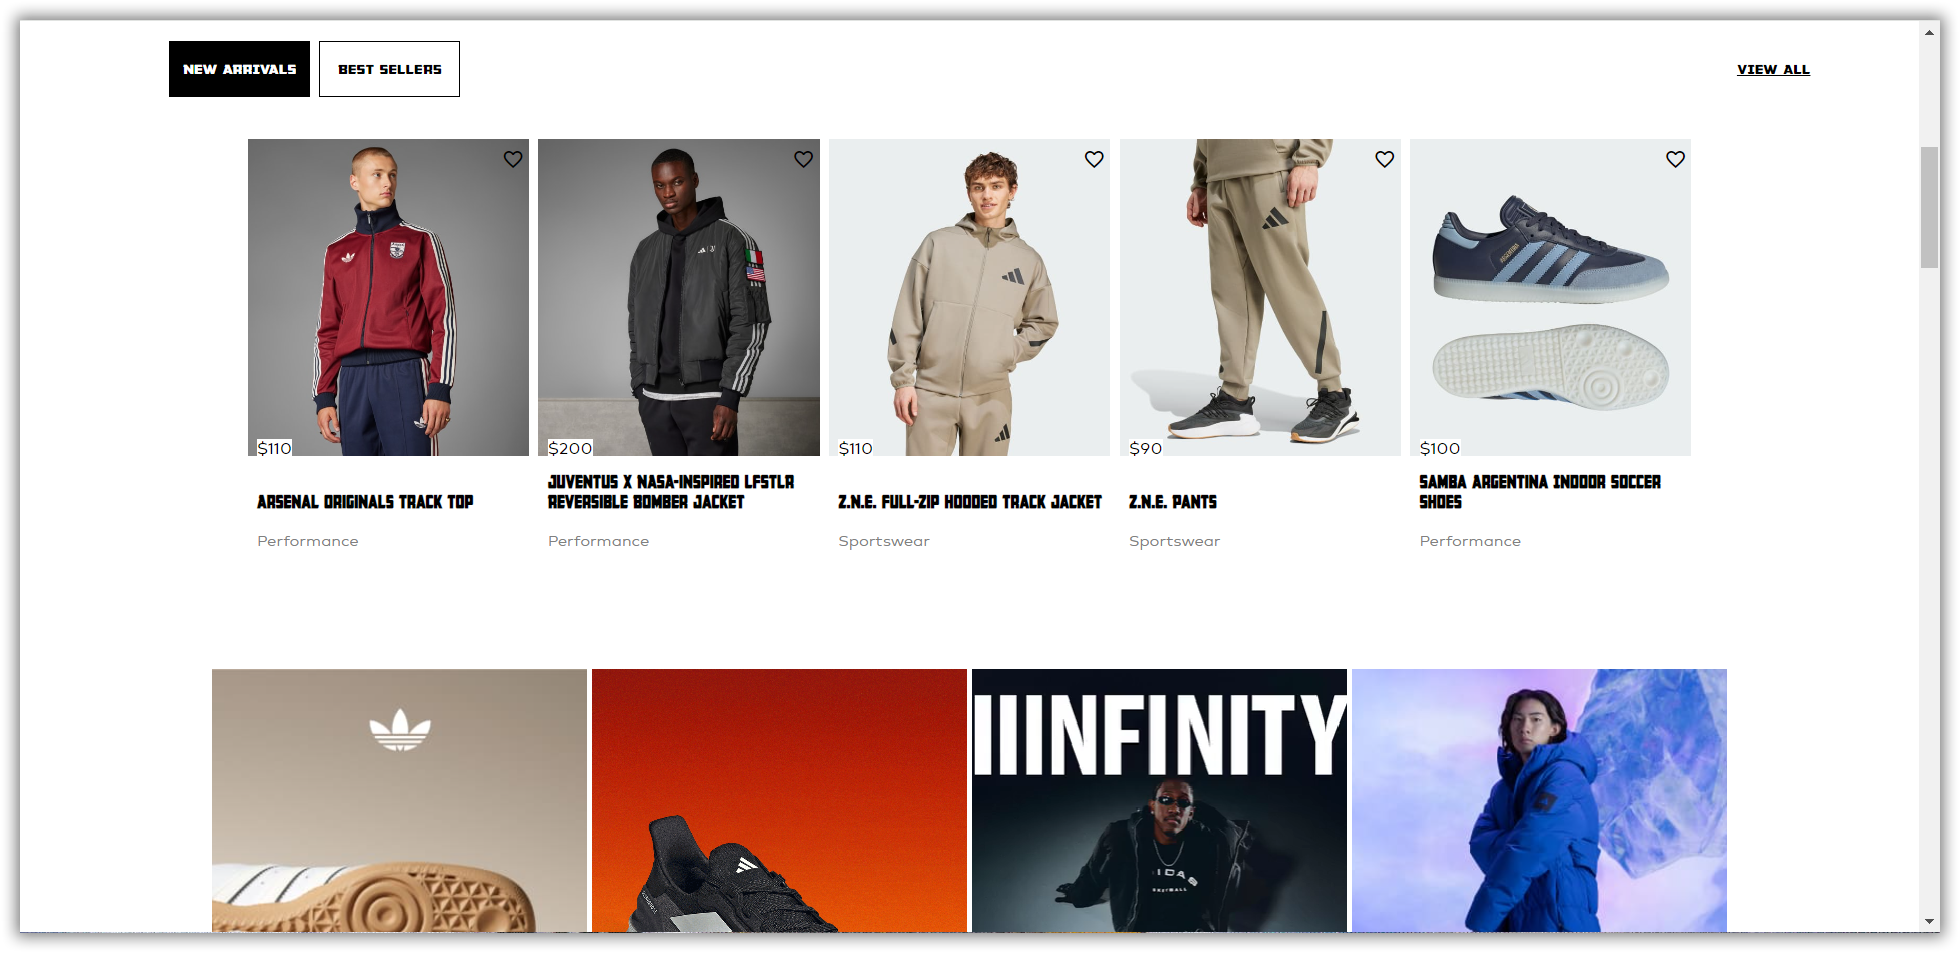 NEW ARRIVALS
BEST SELLERS
VIEW ALL
$110
$200
$110
$90
$100
ARSENAL ORIGINALS TRACK TOP
JUVENTUS X NASA-INSPIRED LFSTLR
REVERSIBLE BOMBER JACKET
Z.N.E. FULL-ZIP HOODED TRACK JACKET
Z.N.E. PANTS
SAMBA ARGENTINA INDOOR SOCCER
SHOES
Performance
Performance
Sportswear
Sportswear
Performance
IIINFINITY